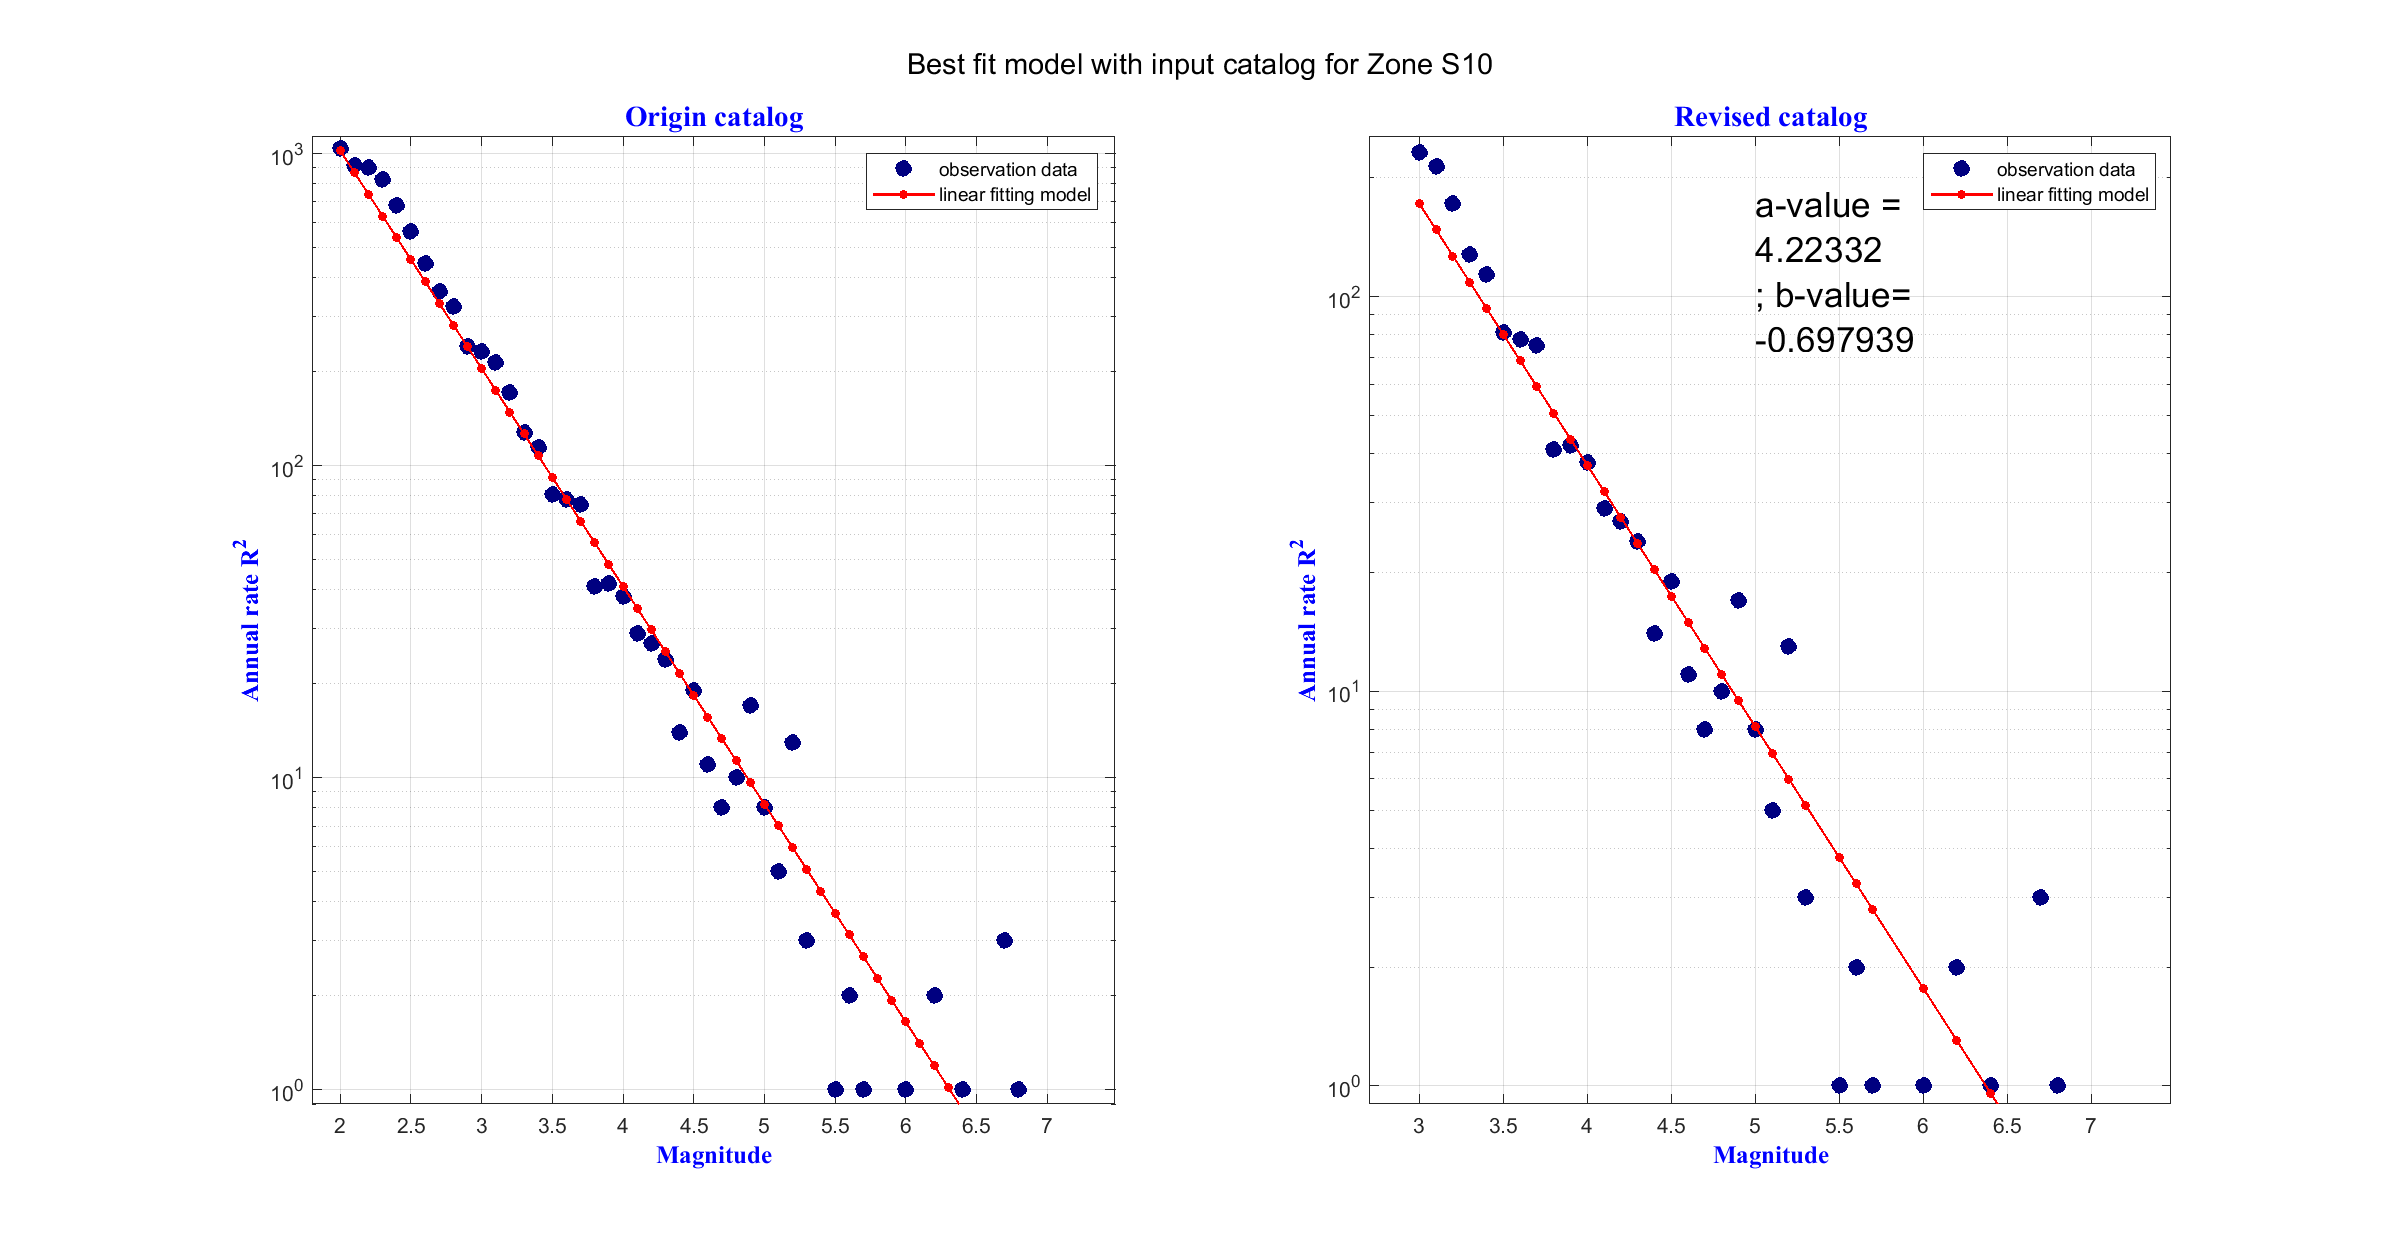 Best fit model with input catalog for Zone S10
Origin catalog
observation data
linear fitting model
10^3
10^2
10^1
10^0
Annual rate R^2
2 2.5 3 3.5 4 4.5 5 5.5 6 6.5 7
Magnitude
Revised catalog
observation data
linear fitting model
a-value =
4.22332
; b-value=
-0.697939
10^2
10^1
10^0
Annual rate R^2
3 3.5 4 4.5 5 5.5 6 6.5 7
Magnitude